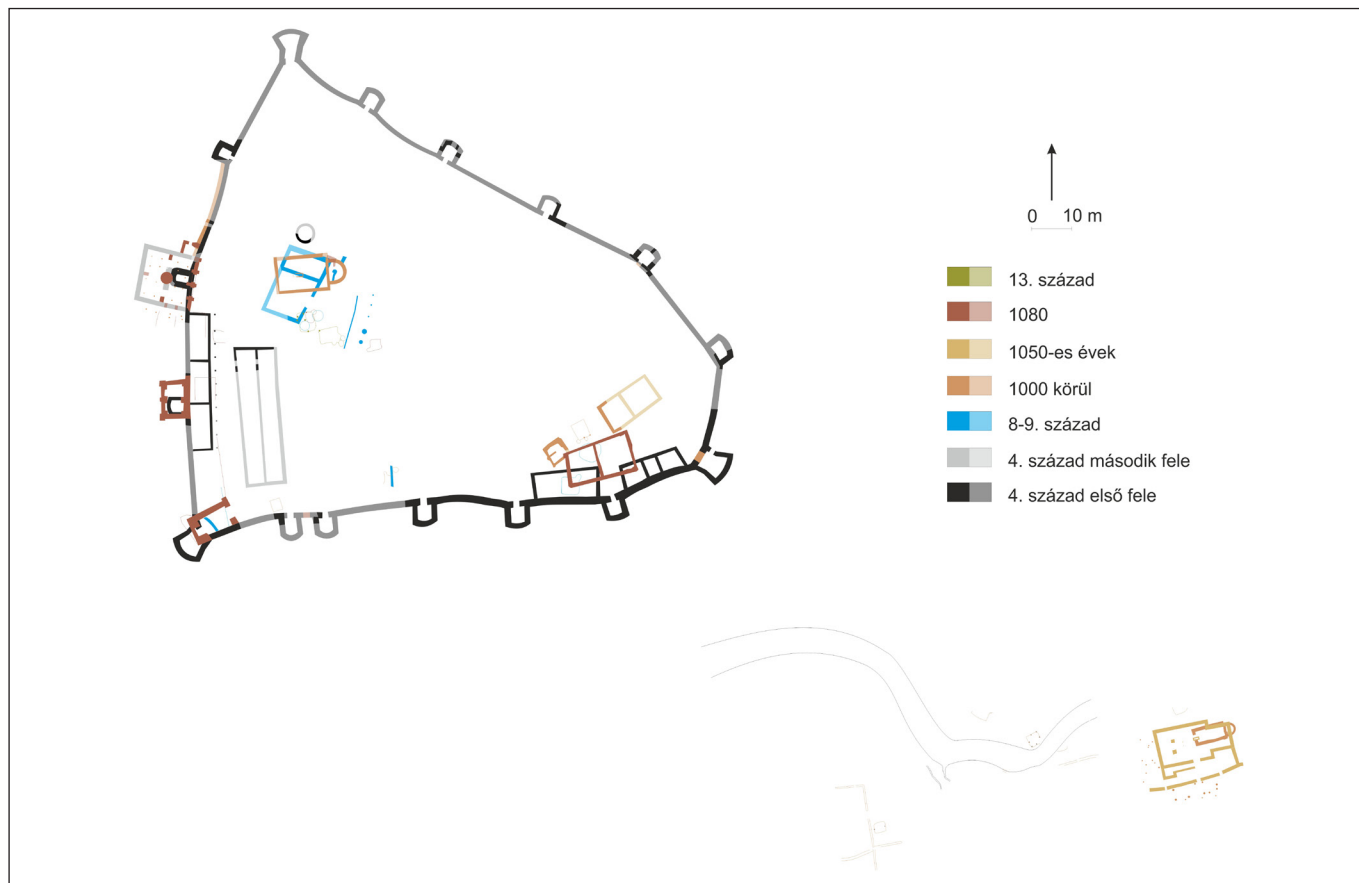 0 10 m
13. század
1080
1050-es évek
1000 körül
8-9. század
4. század második fele
4. század első fele